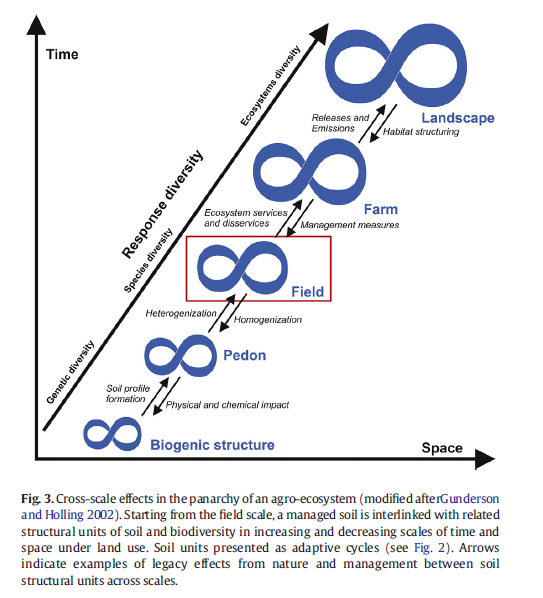 Time
Ecosystems diversity
Response diversity
Species diversity
Genetic diversity
Landscape
Releases and
Emissions
Habitat structuring
Farm
Ecosystem services
and disservices
Management measures
Field
Heterogenization
Homogenization
Pedon
Soil profile
formation
Physical and chemical impact
Biogenic structure
Space
Fig. 3. Cross-scale effects in the panarchy of an agro-ecosystem (modified afterGunderson
and Holling 2002). Starting from the field scale, a managed soil is interlinked with related
structural units of soil and biodiversity in increasing and decreasing scales of time and
space under land use. Soil units presented as adaptive cycles (see Fig. 2). Arrows
indicate examples of legacy effects from nature and management between soil
structural units across scales.